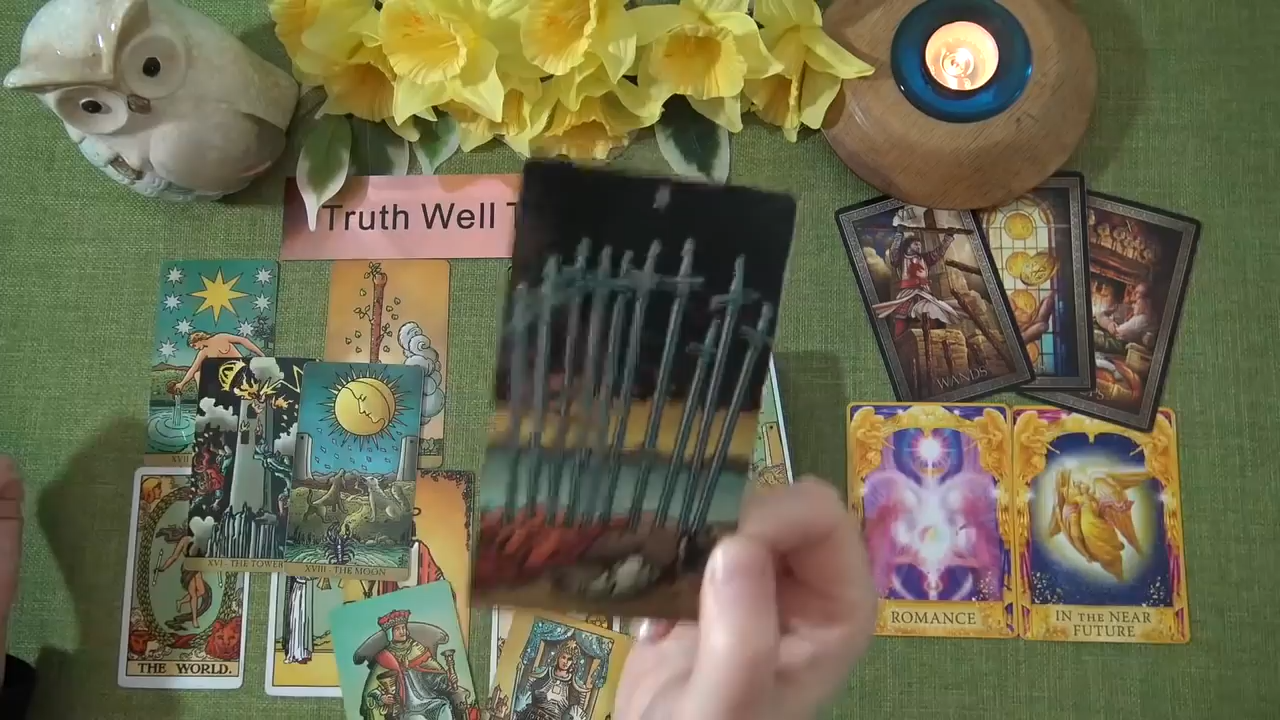 Truth Well T
WANDS
XVI - THE TOWER
XVIII - THE MOON
THE WORLD.
ROMANCE
IN THE NEAR
FUTURE